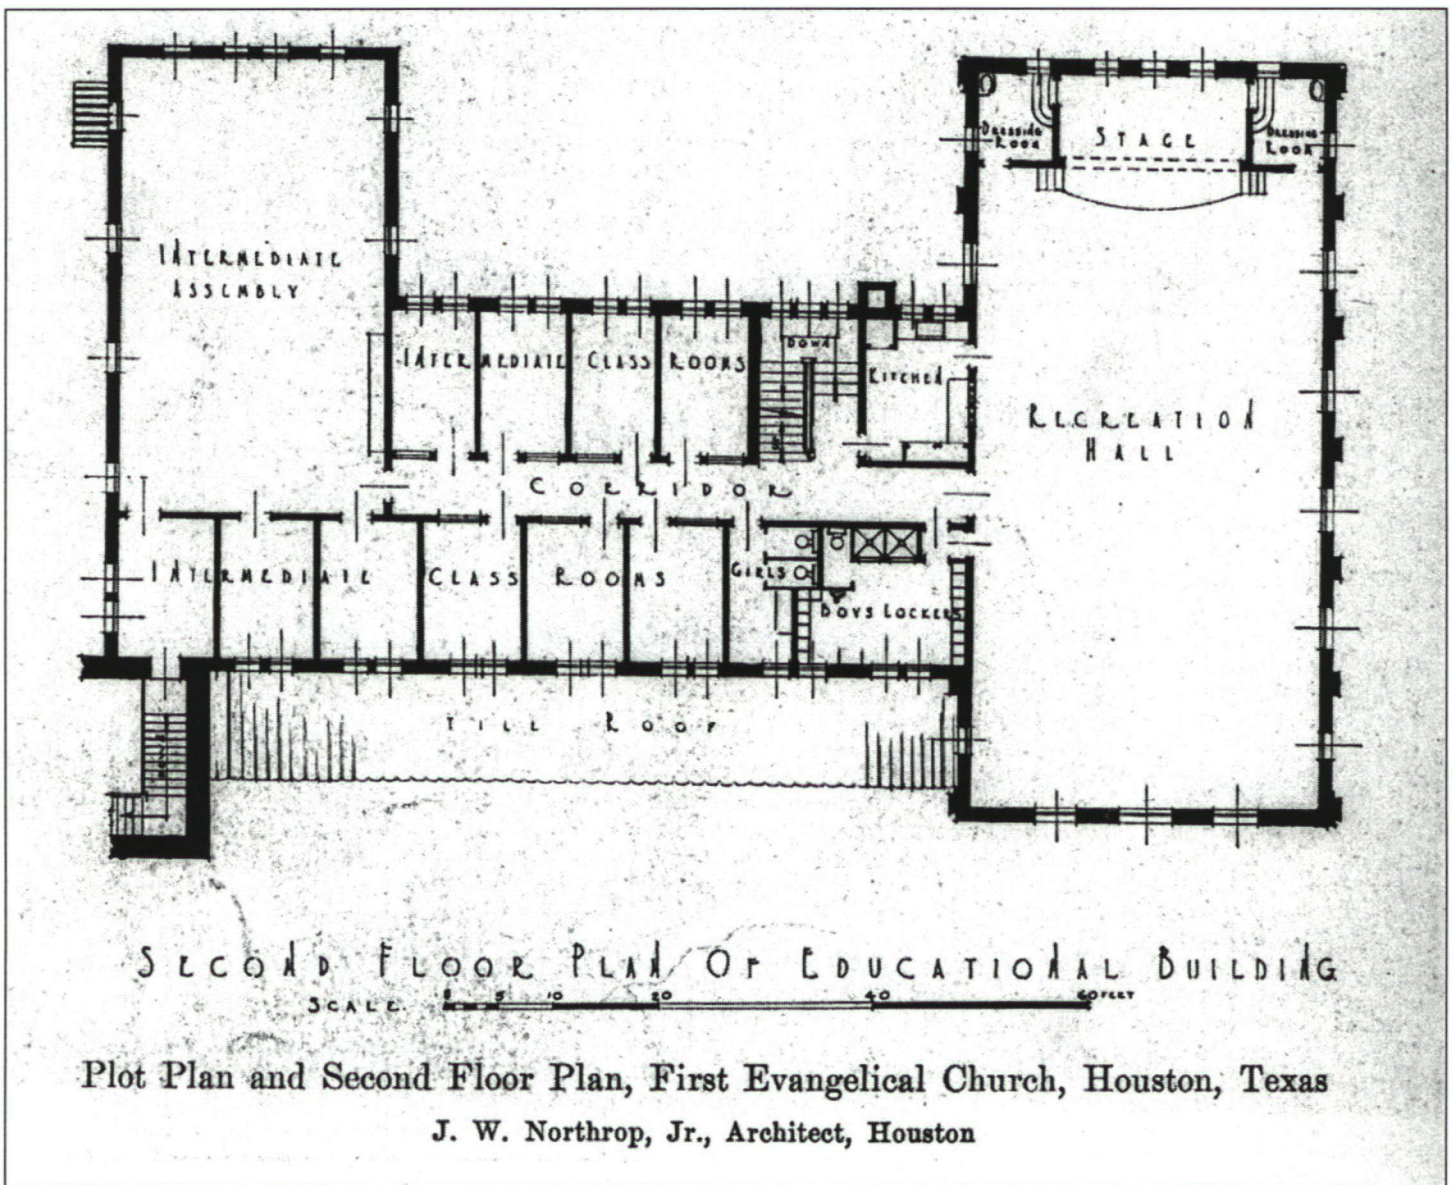 DRESSING ROOM
STAGE
DRESSING ROOM
INTERMEDIATE
ASSEMBLY
DOWN
INTERMEDIATE CLASS ROOMS
KITCHEN
RECREATION
HALL
UP
CORRIDOR
INTERMEDIATE CLASS ROOMS
GIRLS
BOYS LOCKERS
TILE ROOF
SECOND FLOOR PLAN OF EDUCATIONAL BUILDING
SCALE 0 5 10 20 40 60 FEET
Plot Plan and Second Floor Plan, First Evangelical Church, Houston, Texas
J. W. Northrop, Jr., Architect, Houston